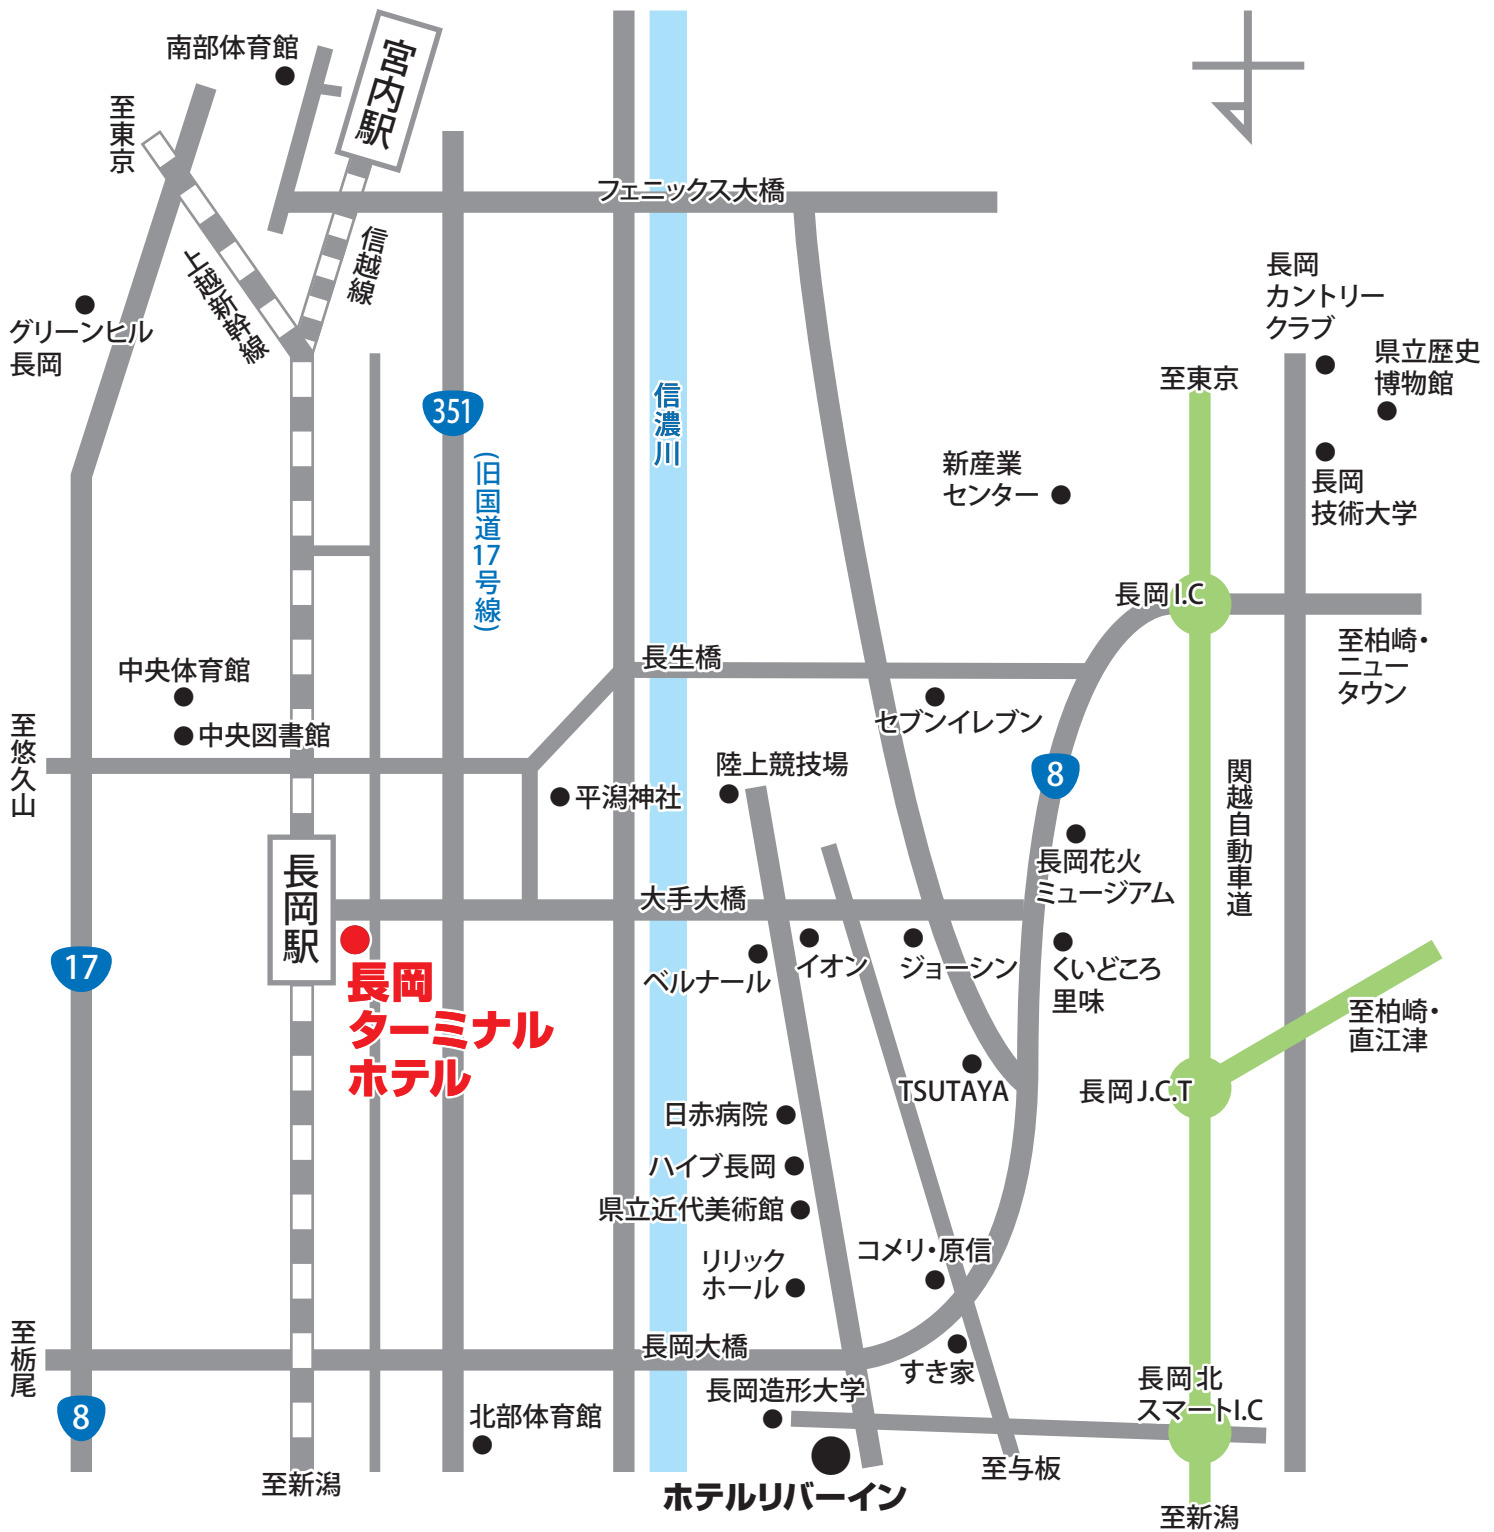 南部体育館
宮内駅
至東京
フェニックス大橋
信越線
上越新幹線
グリーンヒル
長岡
351
(旧国道17号線)
信濃川
長岡
カントリー
クラブ
県立歴史
博物館
至東京
新産業
センター
長岡
技術大学
長岡I.C
至柏崎・
ニュー
タウン
長生橋
セブンイレブン
中央体育館
中央図書館
至悠久山
平潟神社
陸上競技場
8
関越自動車道
長岡花火
ミュージアム
長岡駅
大手大橋
17
長岡
ターミナル
ホテル
ベルナール
イオン
ジョーシン
くいどころ
里味
至柏崎・
直江津
TSUTAYA
長岡J.C.T
日赤病院
ハイブ長岡
県立近代美術館
リリック
ホール
コメリ・原信
至栃尾
長岡大橋
すき家
8
長岡造形大学
長岡北
スマートI.C
北部体育館
至新潟
ホテルリバーイン
至与板
至新潟